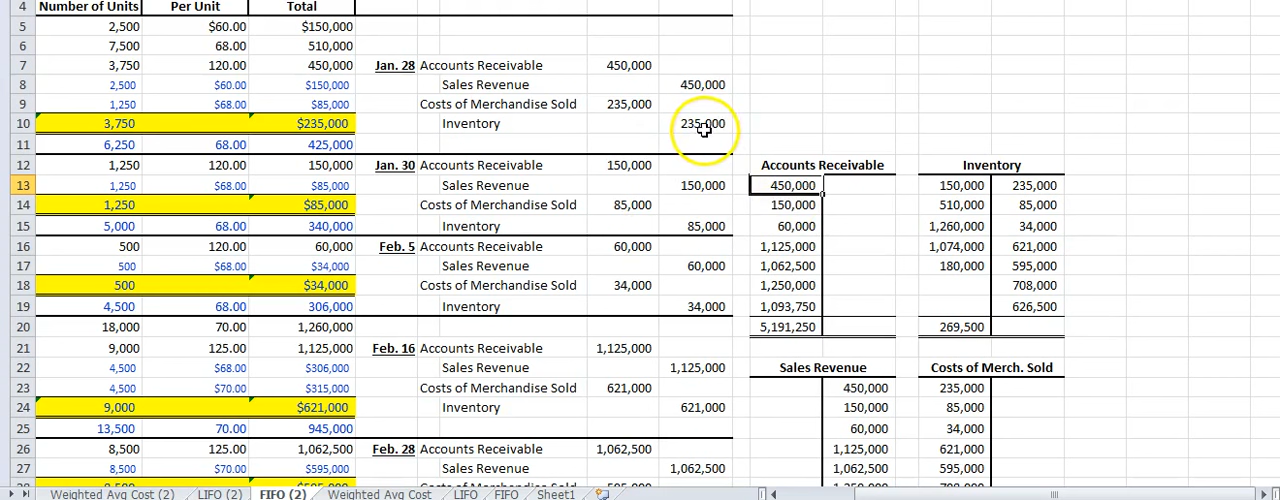 4 Number of Units Per Unit Total
5 2,500 $60.00 $150,000
6 7,500 68.00 510,000
7 3,750 120.00 450,000 Jan. 28 Accounts Receivable 450,000
8 2,500 $60.00 $150,000 Sales Revenue 450,000
9 1,250 $68.00 $85,000 Costs of Merchandise Sold 235,000
10 3,750 $235,000 Inventory 235,000
11 6,250 68.00 425,000
12 1,250 120.00 150,000 Jan. 30 Accounts Receivable 150,000 Accounts Receivable Inventory
13 1,250 $68.00 $85,000 Sales Revenue 150,000 450,000 150,000 235,000
14 1,250 $85,000 Costs of Merchandise Sold 85,000 150,000 510,000 85,000
15 5,000 68.00 340,000 Inventory 85,000 60,000 1,260,000 34,000
16 500 120.00 60,000 Feb. 5 Accounts Receivable 60,000 1,125,000 1,074,000 621,000
17 500 $68.00 $34,000 Sales Revenue 60,000 1,062,500 180,000 595,000
18 500 $34,000 Costs of Merchandise Sold 34,000 1,250,000 708,000
19 4,500 68.00 306,000 Inventory 34,000 1,093,750 626,500
20 18,000 70.00 1,260,000 5,191,250 269,500
21 9,000 125.00 1,125,000 Feb. 16 Accounts Receivable 1,125,000
22 4,500 $68.00 $306,000 Sales Revenue 1,125,000 Sales Revenue Costs of Merch. Sold
23 4,500 $70.00 $315,000 Costs of Merchandise Sold 621,000 450,000 235,000
24 9,000 $621,000 Inventory 621,000 150,000 85,000
25 13,500 70.00 945,000 60,000 34,000
26 8,500 125.00 1,062,500 Feb. 28 Accounts Receivable 1,062,500 1,125,000 621,000
27 8,500 $70.00 $595,000 Sales Revenue 1,062,500 1,062,500 595,000
Weighted Avg Cost (2) LIFO (2) FIFO (2) Weighted Avg Cost LIFO FIFO Sheet